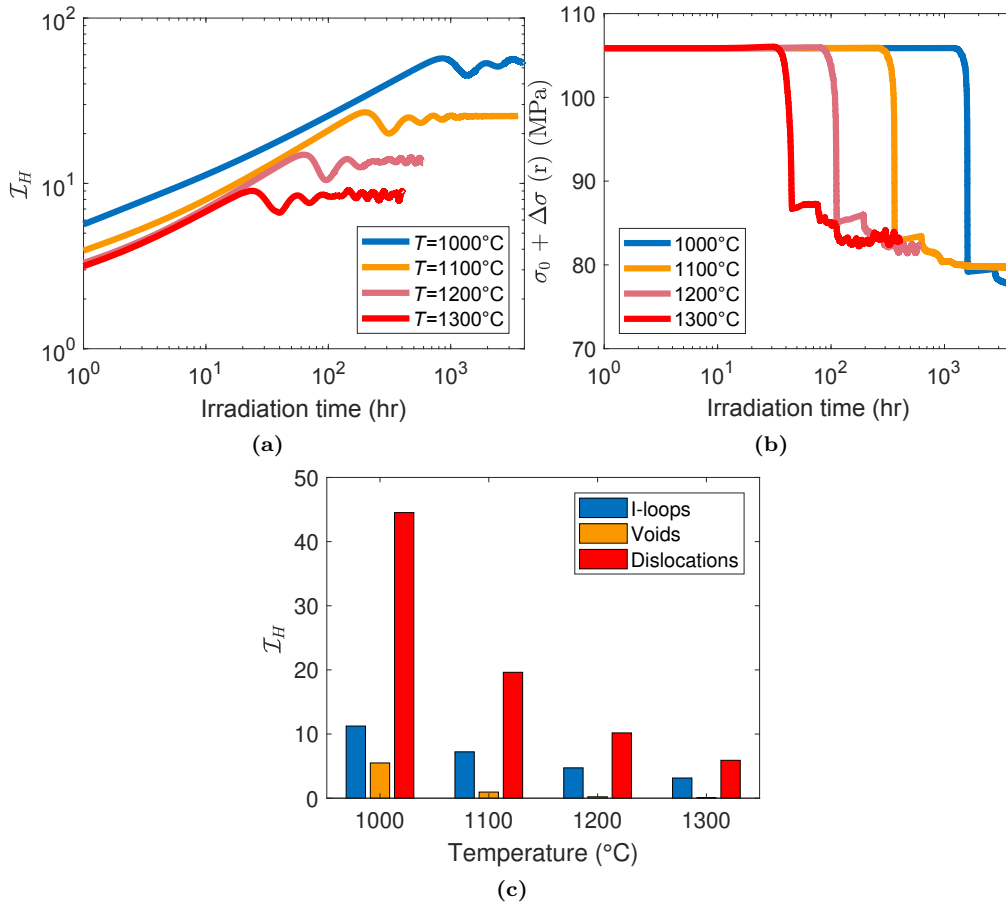 10²
10¹
10⁰
ℐ_H
T=1000°C
T=1100°C
T=1200°C
T=1300°C
10⁰ 10¹ 10² 10³
Irradiation time (hr)
(a)
110
100
90
80
70
σ₀ + Δσ (r) (MPa)
1000°C
1100°C
1200°C
1300°C
10⁰ 10¹ 10² 10³
Irradiation time (hr)
(b)
50
40
30
20
10
0
ℐ_H
I-loops
Voids
Dislocations
1000 1100 1200 1300
Temperature (°C)
(c)